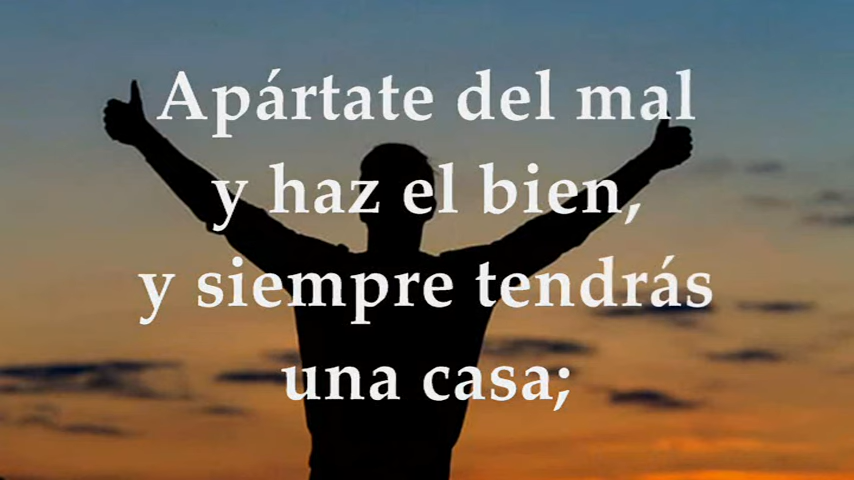 Apártate del mal
y haz el bien,
y siempre tendrás
una casa;